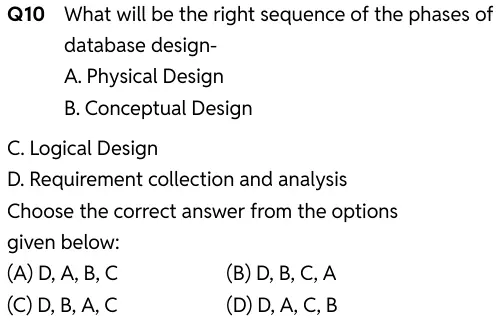 Q10 What will be the right sequence of the phases of
database design-
A. Physical Design
B. Conceptual Design
C. Logical Design
D. Requirement collection and analysis
Choose the correct answer from the options
given below:
(A) D, A, B, C (B) D, B, C, A
(C) D, B, A, C (D) D, A, C, B